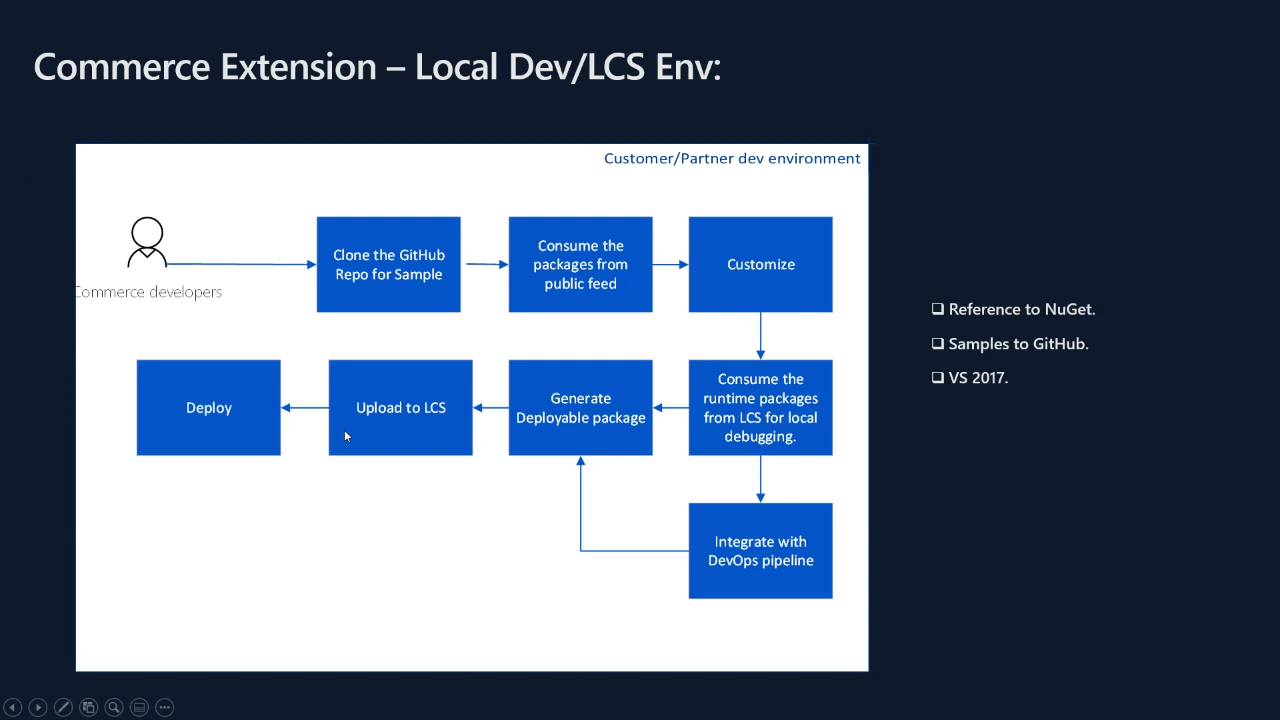 Commerce Extension – Local Dev/LCS Env:
Customer/Partner dev environment
Commerce developers
Clone the GitHub
Repo for Sample
Consume the
packages from
public feed
Customize
Deploy
Upload to LCS
Generate
Deployable package
Consume the
runtime packages
from LCS for local
debugging.
Integrate with
DevOps pipeline
❑ Reference to NuGet.
❑ Samples to GitHub.
❑ VS 2017.